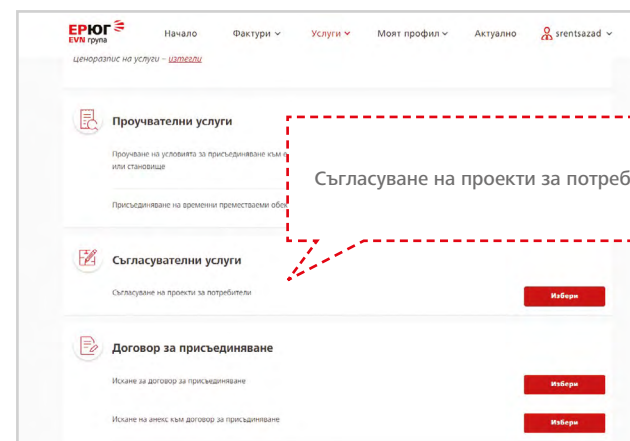 ЕРЮГ
EVN група
Начало Фактури Услуги Моят профил Актуално srentsazad
Ценоразпис на услуги – изтегли
Проучвателни услуги
Проучване на условията за присъединяване към
или становище
Присъединяване на временни преместваеми
Съгласуване на проекти за
Съгласувателни услуги
Съгласуване на проекти за потребители
Избери
Договор за присъединяване
Искане за договор за присъединяване
Избери
Искане на анекс към договор за присъединяване
Избери